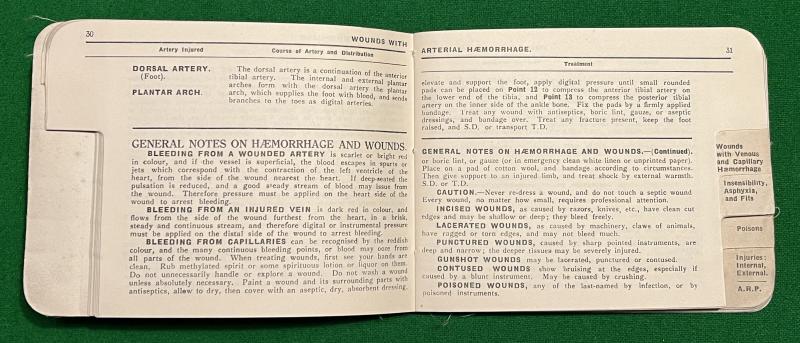 30
WOUNDS WITH
Artery Injured
Course of Artery and Distribution
DORSAL ARTERY.
(Foot).
PLANTAR ARCH.
The dorsal artery is a continuation of the anterior
tibial artery. The internal and external plantar
arches form with the dorsal artery the plantar
arch, which supplies the foot with blood, and sends
branches to the toes as digital arteries.
GENERAL NOTES ON HÆMORRHAGE AND WOUNDS.
BLEEDING FROM A WOUNDED ARTERY is scarlet or bright red
in colour, and if the vessel is superficial, the blood escapes in spurts or
jets which correspond with the contraction of the left ventricle of the
heart, from the side of the wound nearest the heart. If deep-seated the
pulsation is reduced, and a good steady stream of blood may issue from
the wound. Therefore pressure must be applied on the heart side of the
wound to arrest bleeding.
BLEEDING FROM AN INJURED VEIN is dark red in colour, and
flows from the side of the wound furthest from the heart, in a brisk,
steady and continuous stream, and therefore digital or instrumental pressure
must be applied on the distal side of the wound to arrest bleeding.
BLEEDING FROM CAPILLARIES can be recognised by the reddish
colour, and the many continuous bleeding points, or blood may ooze from
all parts of the wound. When treating wounds, first see your hands are
clean. Rub methylated spirit or some spirituous lotion or liquor on them.
Do not unnecessarily handle or explore a wound. Do not wash a wound
unless absolutely necessary. Paint a wound and its surrounding parts with
antiseptics, allow to dry, then cover with an aseptic, dry, absorbent dressing,
ARTERIAL HÆMORRHAGE.
31
Treatment
elevate and support the foot, apply digital pressure until small rounded
pads can be placed on Point 12 to compress the anterior tibial artery on
the lower end of the tibia, and Point 13 to compress the posterior tibial
artery on the inner side of the ankle bone. Fix the pads by a firmly applied
bandage. Treat any wound with antiseptics, boric lint, gauze, or aseptic
dressings, and bandage over. Treat any fracture present, keep the foot
raised, and S.D. or transport T.D.
GENERAL NOTES ON HÆMORRHAGE AND WOUNDS.—(Continued).
or boric lint, or gauze (or in emergency clean white linen or unprinted paper).
Place on a pad of cotton wool, and bandage according to circumstances.
Then give support to an injured limb, and treat shock by external warmth.
S.D. or T.D.
CAUTION.—Never re-dress a wound, and do not touch a septic wound
Every wound, no matter how small, requires professional attention.
INCISED WOUNDS, as caused by razors, knives, etc., have clean cut
edges and may be shallow or deep; they bleed freely.
LACERATED WOUNDS, as caused by machinery, claws of animals,
have ragged or torn edges, and may not bleed much.
PUNCTURED WOUNDS, caused by sharp pointed instruments, are
deep and narrow; the deeper tissues may be severely injured.
GUNSHOT WOUNDS may be lacerated, punctured or contused.
CONTUSED WOUNDS show bruising at the edges, especially if
caused by a blunt instrument. May be caused by crushing.
POISONED WOUNDS, any of the last-named by infection, or by
poisoned instruments.
Wounds
with Venous
and Capillary
Hæmorrhage
Insensibility,
Asphyxia,
and Fits
Poisons
Injuries:
Internal,
External.
A.R.P.